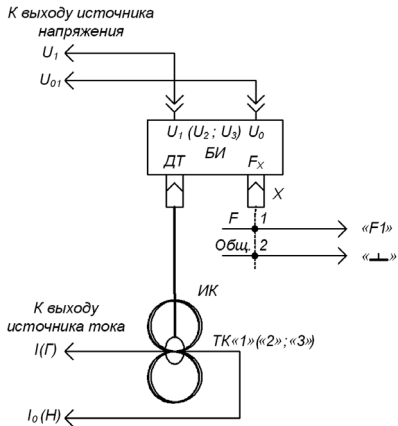 К выходу источника
напряжения
U1
U01
U1 (U2 ; U3) U0
БИ
ДТ
FX
X
F 1
«F1»
Общ. 2
«⊥»
ИК
К выходу
источника тока
ТК«1»(«2»;«3»)
I(Г)
I0 (Н)